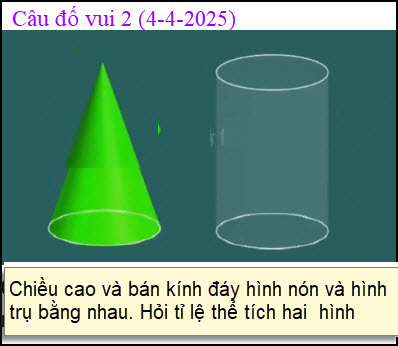 Câu đố vui 2 (4-4-2025)
Chiều cao và bán kính đáy hình nón và hình
trụ bằng nhau. Hỏi tỉ lệ thể tích hai hình